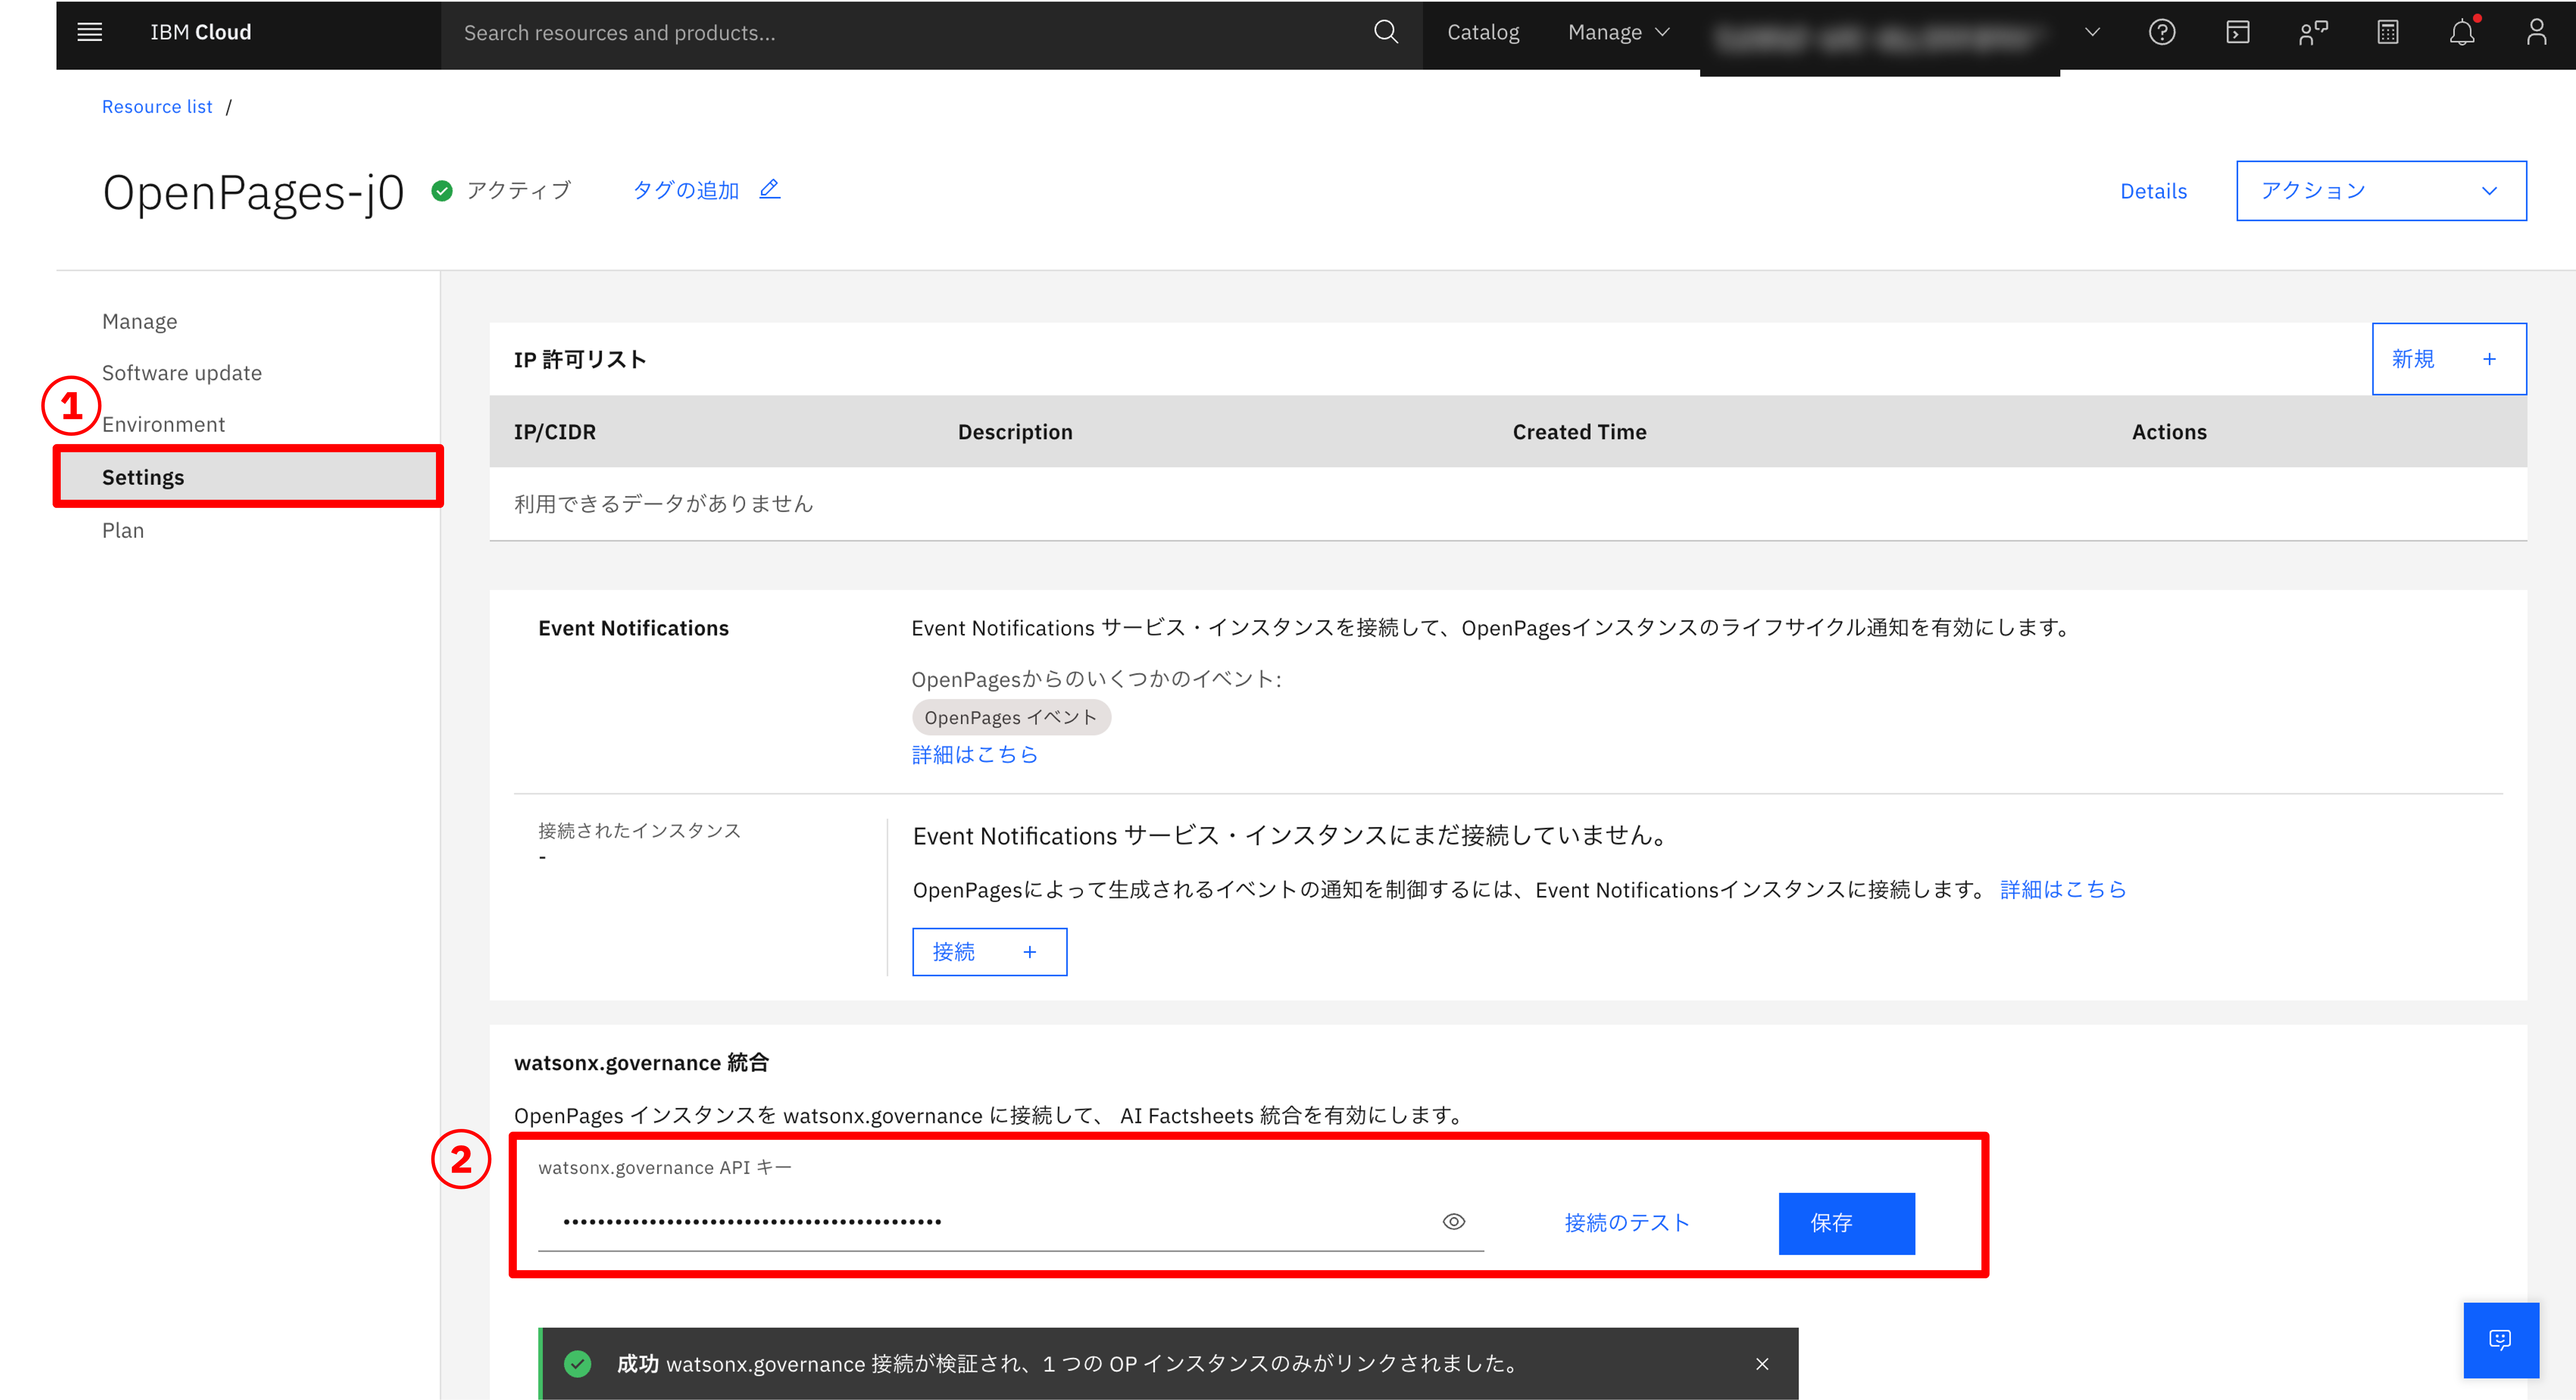 IBM Cloud
Search resources and products...
Catalog
Manage
Resource list /
OpenPages-j0
アクティブ
タグの追加
Details
アクション
Manage
Software update
1
Environment
Settings
Plan
IP 許可リスト
新規 +
IP/CIDR Description Created Time Actions
利用できるデータがありません
Event Notifications
Event Notifications サービス・インスタンスを接続して、OpenPagesインスタンスのライフサイクル通知を有効にします。
OpenPagesからのいくつかのイベント:
OpenPages イベント
詳細はこちら
接続されたインスタンス
-
Event Notifications サービス・インスタンスにまだ接続していません。
OpenPagesによって生成されるイベントの通知を制御するには、Event Notificationsインスタンスに接続します。 詳細はこちら
接続 +
watsonx.governance 統合
OpenPages インスタンスを watsonx.governance に接続して、 AI Factsheets 統合を有効にします。
2
watsonx.governance API キー
接続のテスト
保存
成功 watsonx.governance 接続が検証され、1 つの OP インスタンスのみがリンクされました。